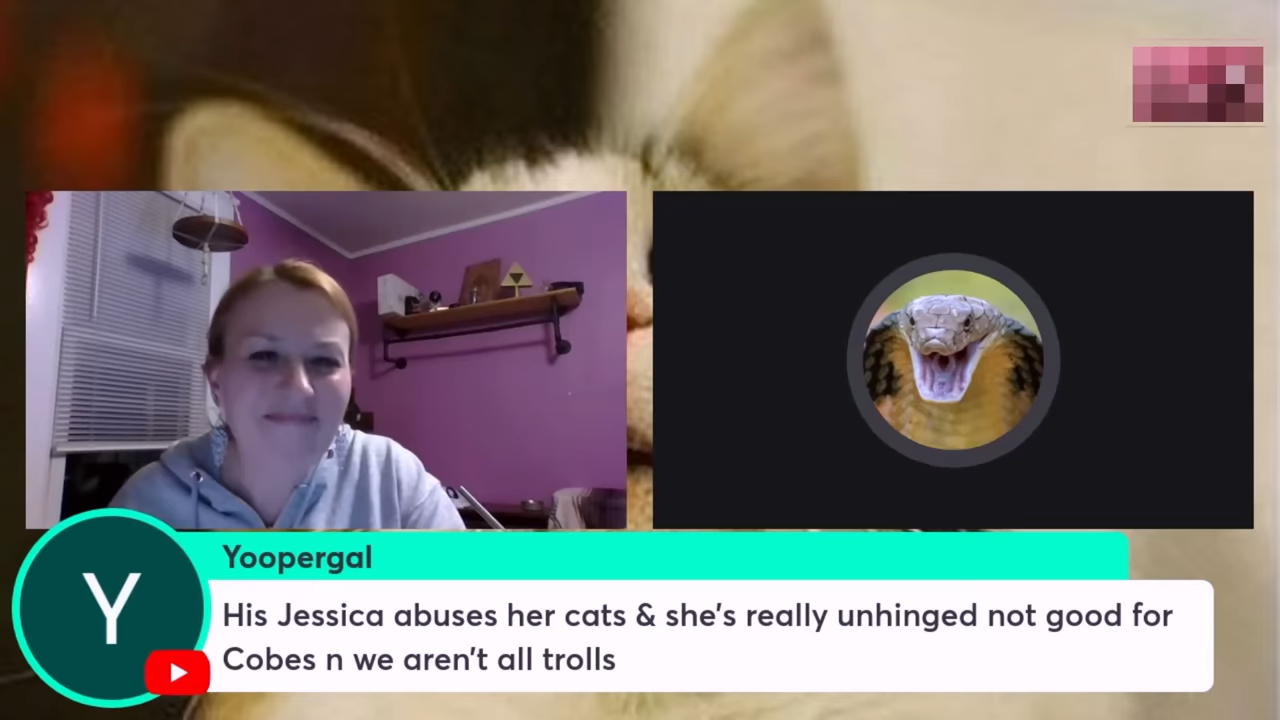 Yoopergal
Y
His Jessica abuses her cats & she's really unhinged not good for
Cobes n we aren't all trolls